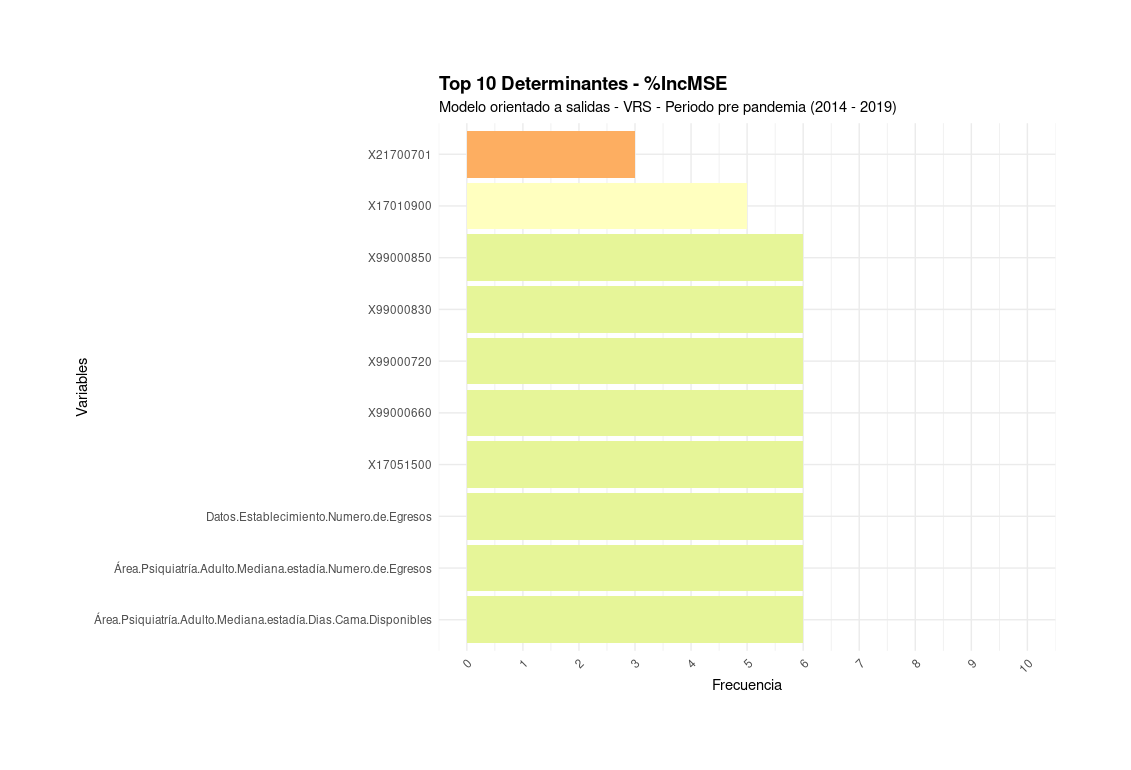 Top 10 Determinantes - %IncMSE
Modelo orientado a salidas - VRS - Periodo pre pandemia (2014 - 2019)
Variables
X21700701
X17010900
X99000850
X99000830
X99000720
X99000660
X17051500
Datos.Establecimiento.Numero.de.Egresos
Área.Psiquiatría.Adulto.Mediana.estadía.Numero.de.Egresos
Área.Psiquiatría.Adulto.Mediana.estadía.Dias.Cama.Disponibles
0 1 2 3 4 5 6 7 8 9 10
Frecuencia